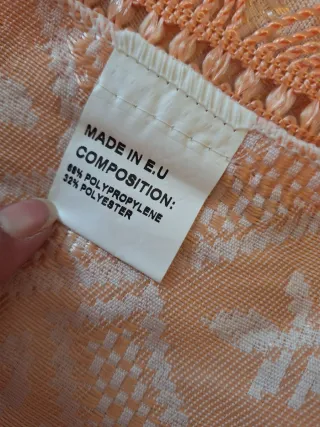 MADE IN E.U
COMPOSITION:
68% POLYPROPYLENE
32% POLYESTER